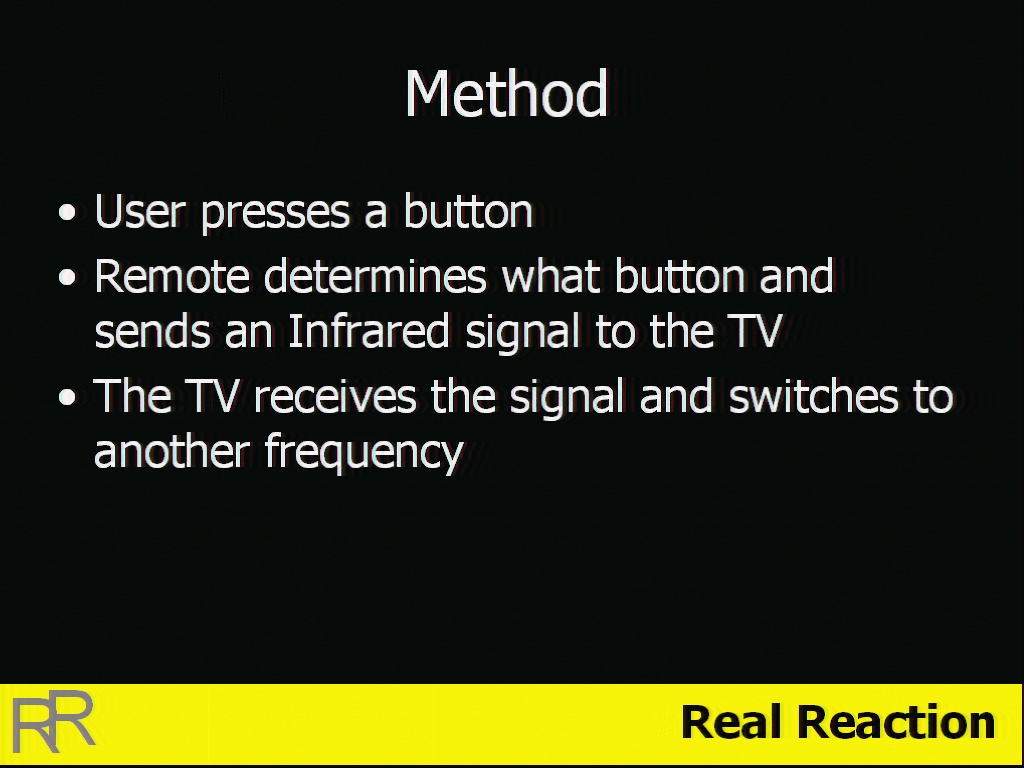 Method
• User presses a button
• Remote determines what button and
sends an Infrared signal to the TV
• The TV receives the signal and switches to
another frequency
RR
Real Reaction